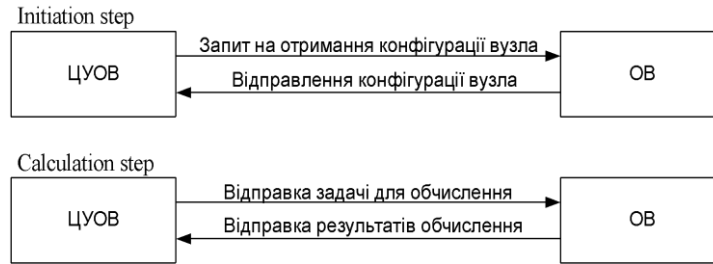 Initiation step
Запит на отримання конфігурації вузла
ЦУОВ
ОВ
Відправлення конфігурації вузла
Calculation step
Відправка задачі для обчислення
ЦУОВ
ОВ
Відправка результатів обчислення